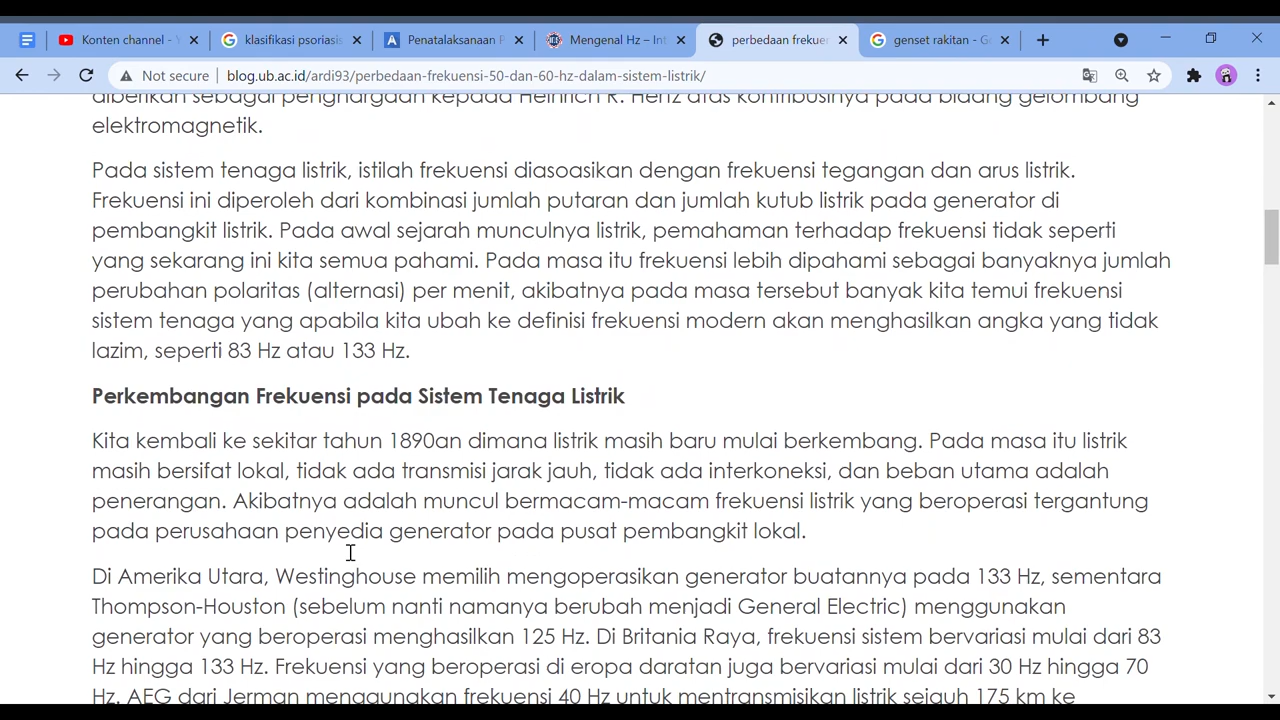 Konten channel - Y
klasifikasi psoriasis
Penatalaksanaan P
Mengenal Hz – Int
perbedaan frekuen
genset rakitan - G
Not secure
blog.ub.ac.id/ardi93/perbedaan-frekuensi-50-dan-60-hz-dalam-sistem-listrik/
diberikan sebagai penghargaan kepada Heinrich R. Hertz atas kontribusinya pada bidang gelombang
elektromagnetik.
Pada sistem tenaga listrik, istilah frekuensi diasoasikan dengan frekuensi tegangan dan arus listrik.
Frekuensi ini diperoleh dari kombinasi jumlah putaran dan jumlah kutub listrik pada generator di
pembangkit listrik. Pada awal sejarah munculnya listrik, pemahaman terhadap frekuensi tidak seperti
yang sekarang ini kita semua pahami. Pada masa itu frekuensi lebih dipahami sebagai banyaknya jumlah
perubahan polaritas (alternasi) per menit, akibatnya pada masa tersebut banyak kita temui frekuensi
sistem tenaga yang apabila kita ubah ke definisi frekuensi modern akan menghasilkan angka yang tidak
lazim, seperti 83 Hz atau 133 Hz.
Perkembangan Frekuensi pada Sistem Tenaga Listrik
Kita kembali ke sekitar tahun 1890an dimana listrik masih baru mulai berkembang. Pada masa itu listrik
masih bersifat lokal, tidak ada transmisi jarak jauh, tidak ada interkoneksi, dan beban utama adalah
penerangan. Akibatnya adalah muncul bermacam-macam frekuensi listrik yang beroperasi tergantung
pada perusahaan penyedia generator pada pusat pembangkit lokal.
Di Amerika Utara, Westinghouse memilih mengoperasikan generator buatannya pada 133 Hz, sementara
Thompson-Houston (sebelum nanti namanya berubah menjadi General Electric) menggunakan
generator yang beroperasi menghasilkan 125 Hz. Di Britania Raya, frekuensi sistem bervariasi mulai dari 83
Hz hingga 133 Hz. Frekuensi yang beroperasi di eropa daratan juga bervariasi mulai dari 30 Hz hingga 70
Hz. AEG dari Jerman menggunakan frekuensi 40 Hz untuk mentransmisikan listrik sejauh 175 km ke